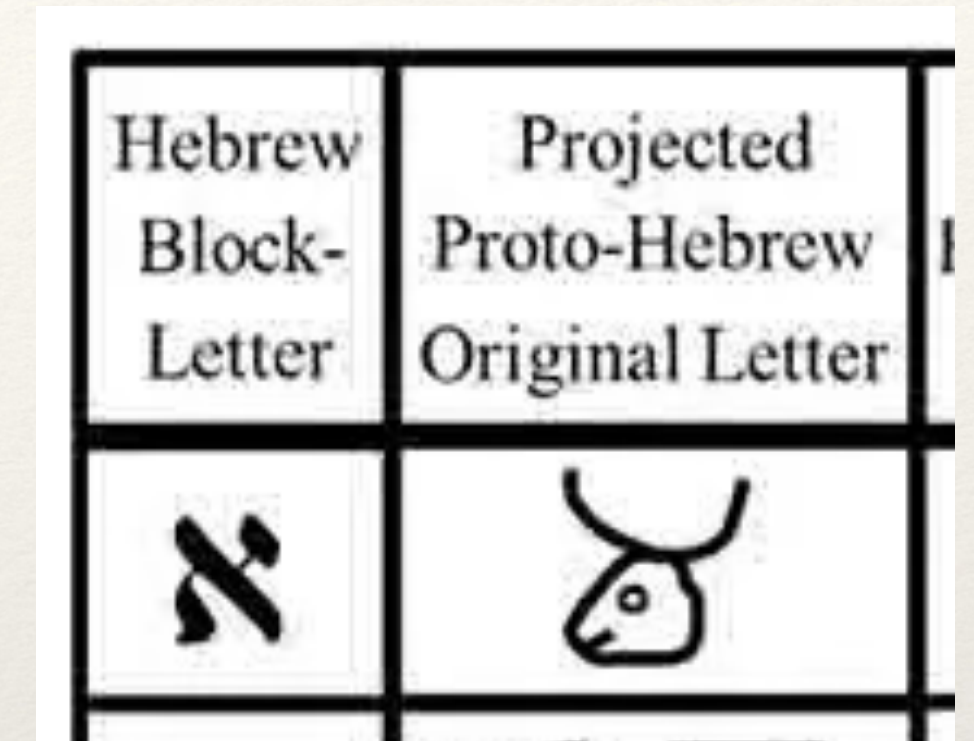 Hebrew
Block-
Letter
Projected
Proto-Hebrew
Original Letter
א